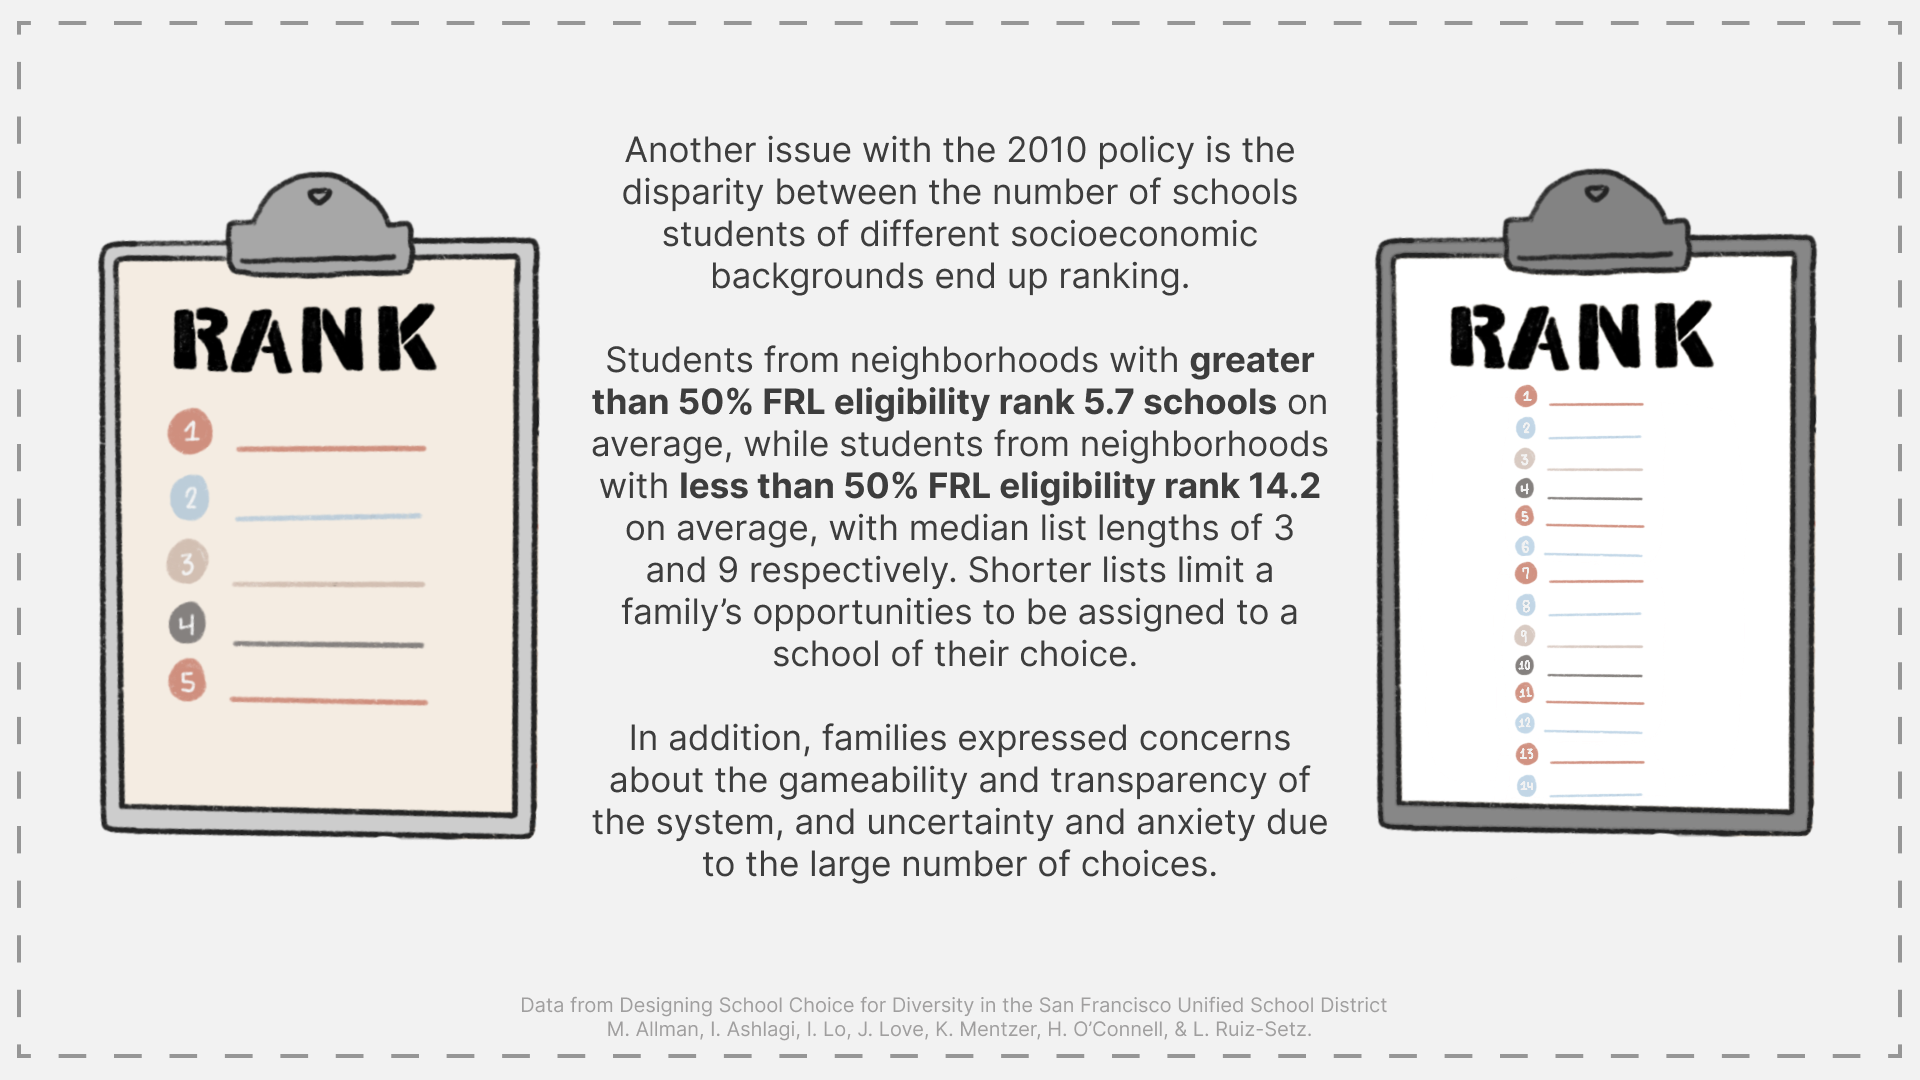 RANK
1
2
3
4
5
Another issue with the 2010 policy is the
disparity between the number of schools
students of different socioeconomic
backgrounds end up ranking.
Students from neighborhoods with greater
than 50% FRL eligibility rank 5.7 schools on
average, while students from neighborhoods
with less than 50% FRL eligibility rank 14.2
on average, with median list lengths of 3
and 9 respectively. Shorter lists limit a
family’s opportunities to be assigned to a
school of their choice.
In addition, families expressed concerns
about the gameability and transparency of
the system, and uncertainty and anxiety due
to the large number of choices.
RANK
1
2
3
4
5
6
7
8
9
10
11
12
13
14
Data from Designing School Choice for Diversity in the San Francisco Unified School District
M. Allman, I. Ashlagi, I. Lo, J. Love, K. Mentzer, H. O’Connell, & L. Ruiz-Setz.